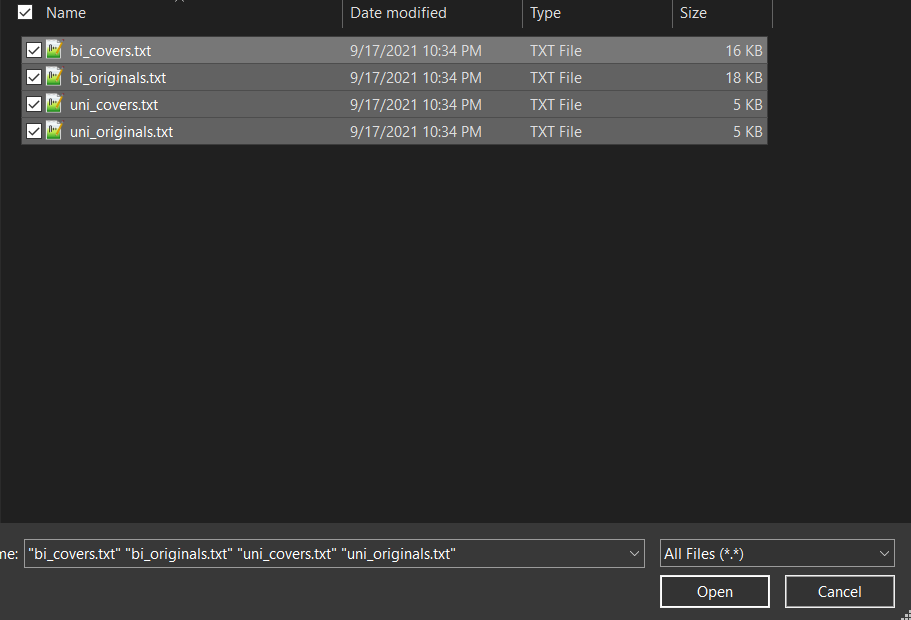 Name Date modified Type Size
bi_covers.txt 9/17/2021 10:34 PM TXT File 16 KB
bi_originals.txt 9/17/2021 10:34 PM TXT File 18 KB
uni_covers.txt 9/17/2021 10:34 PM TXT File 5 KB
uni_originals.txt 9/17/2021 10:34 PM TXT File 5 KB
me: "bi_covers.txt" "bi_originals.txt" "uni_covers.txt" "uni_originals.txt" All Files (*.*)
Open Cancel